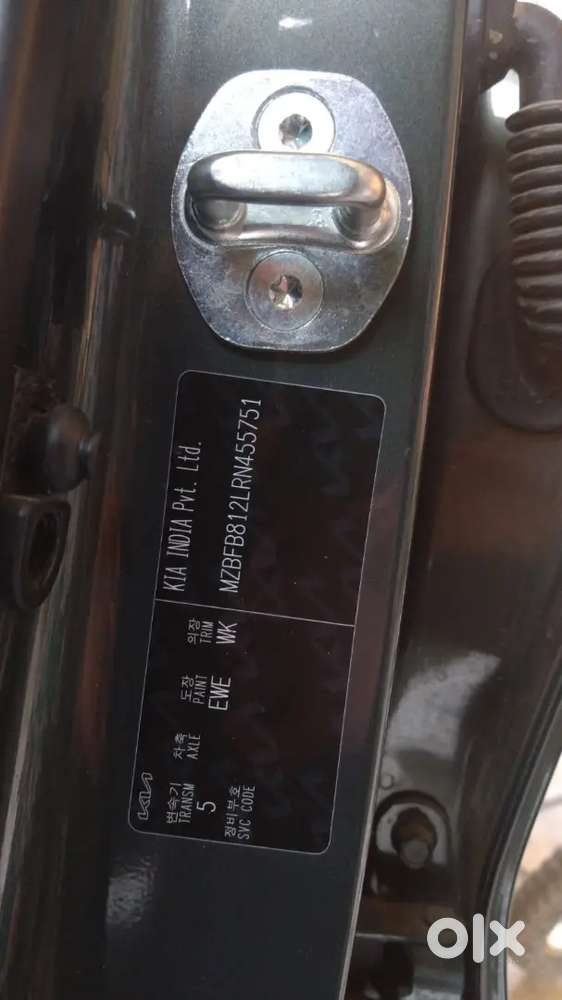 KIA INDIA Pvt. Ltd.
MZBFB812LRN455751
KIA
변속기 차축 도장 외장
TRANSM AXLE PAINT TRIM
5 EWE WK
정비부호
SVC CODE
olx